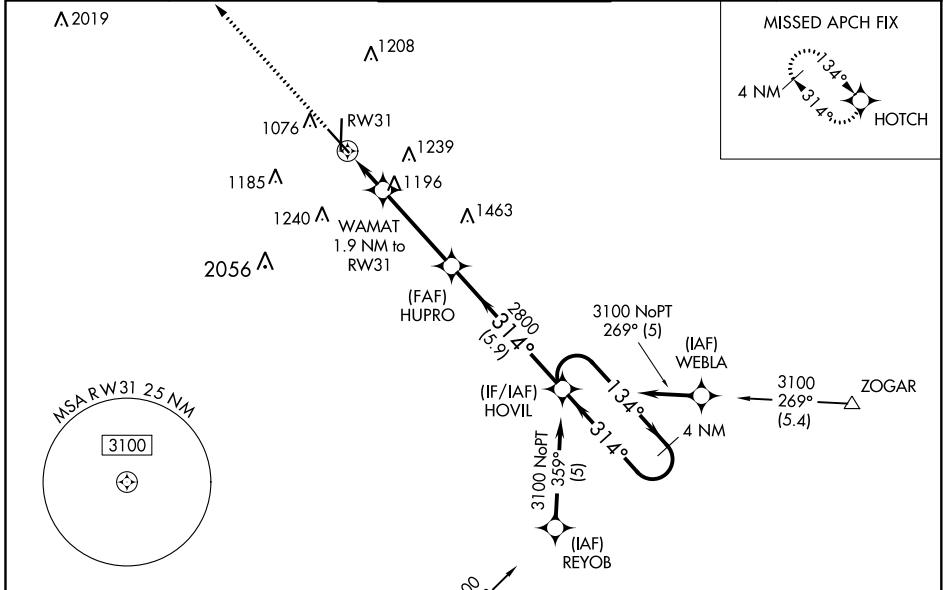 2019
1208
MISSED APCH FIX
134°
4 NM
314°
HOTCH
1076
RW31
1239
1185
1196
1240
WAMAT
1.9 NM to
RW31
1463
2056
(FAF)
HUPRO
2800
314°
(5.9)
3100 NoPT
269° (5)
(IAF)
WEBLA
(IF/IAF)
HOVIL
134°
314°
4 NM
3100
269°
(5.4)
ZOGAR
MSA RW31 25 NM
3100
3100 NoPT
359°
(5)
(IAF)
REYOB